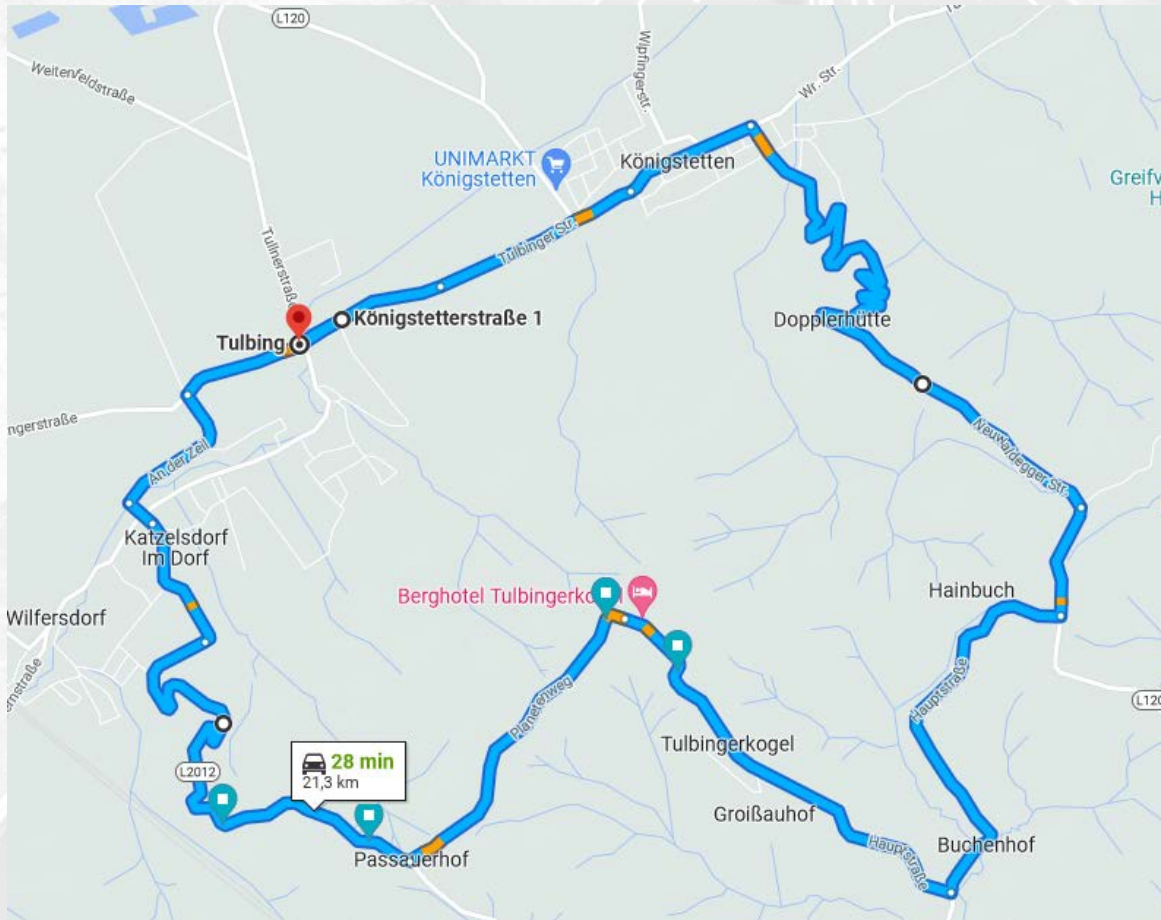 L120
Weitenfeldstraße
Wipfingerstr.
Wr. Str.
UNIMARKT
Königstetten
Königstetten
Greifv
H
Tullnerstraße
Tulbinger Str.
Königstetterstraße 1
Tulbing
Dopplerhütte
ngerstraße
An der Zeil
Neuwaldegger Str.
Katzelsdorf
Im Dorf
Berghotel Tulbingerko
Hainbuch
Wilfersdorf
Hauptstraße
L120
Planetenweg
Tulbingerkogel
28 min
21,3 km
L2012
Groißauhof
Passauerhof
Hauptstraße
Buchenhof